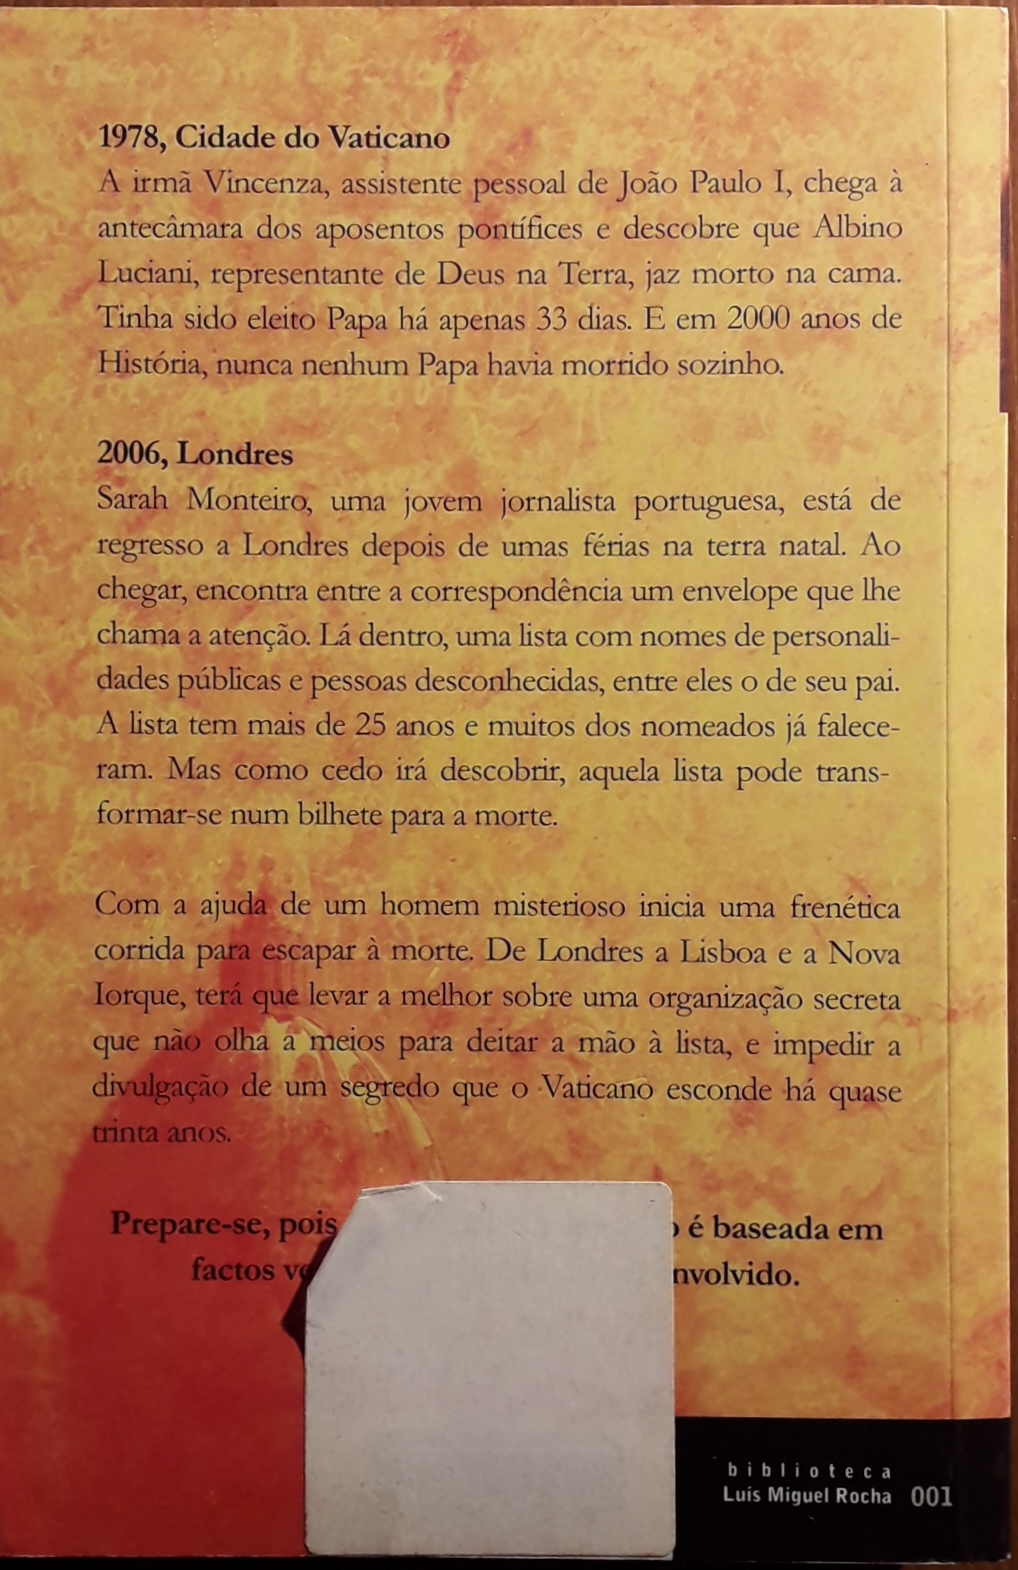 1978, Cidade do Vaticano
A irmã Vincenza, assistente pessoal de João Paulo I, chega à
antecâmara dos aposentos pontífices e descobre que Albino
Luciani, representante de Deus na Terra, jaz morto na cama.
Tinha sido eleito Papa há apenas 33 dias. E em 2000 anos de
História, nunca nenhum Papa havia morrido sozinho.
2006, Londres
Sarah Monteiro, uma jovem jornalista portuguesa, está de
regresso a Londres depois de umas férias na terra natal. Ao
chegar, encontra entre a correspondência um envelope que lhe
chama a atenção. Lá dentro, uma lista com nomes de personali-
dades públicas e pessoas desconhecidas, entre eles o de seu pai.
A lista tem mais de 25 anos e muitos dos nomeados já falece-
ram. Mas como cedo irá descobrir, aquela lista pode trans-
formar-se num bilhete para a morte.
Com a ajuda de um homem misterioso inicia uma frenética
corrida para escapar à morte. De Londres a Lisboa e a Nova
Iorque, terá que levar a melhor sobre uma organização secreta
que não olha a meios para deitar a mão à lista, e impedir a
divulgação de um segredo que o Vaticano esconde há quase
trinta anos.
Prepare-se, pois é baseada em
factos
biblioteca
Luís Miguel Rocha 001